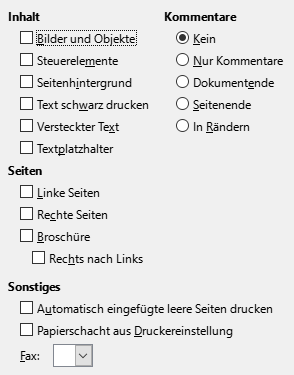 Inhalt
Bilder und Objekte
Steuerelemente
Seitenhintergrund
Text schwarz drucken
Versteckter Text
Textplatzhalter
Kommentare
Kein
Nur Kommentare
Dokumentende
Seitenende
In Rändern
Seiten
Linke Seiten
Rechte Seiten
Broschüre
Rechts nach Links
Sonstiges
Automatisch eingefügte leere Seiten drucken
Papierschacht aus Druckereinstellung
Fax: